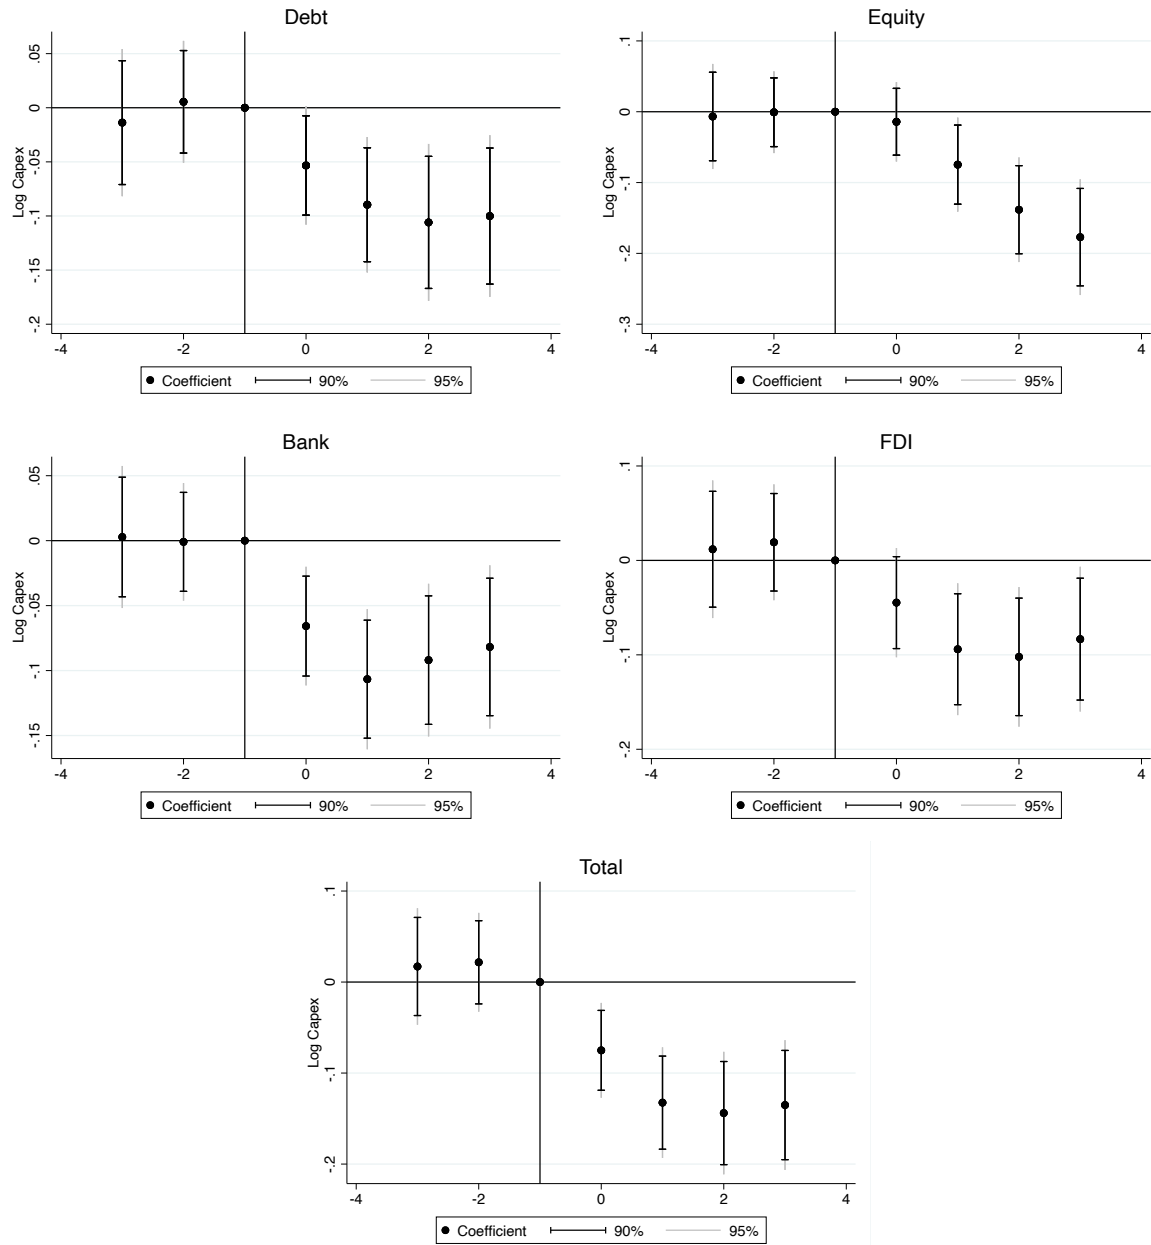 Debt
Log Capex
.05
0
-.05
-.1
-.15
-.2
-4 -2 0 2 4
Coefficient 90% 95%
Equity
Log Capex
.1
0
-.1
-.2
-.3
-4 -2 0 2 4
Coefficient 90% 95%
Bank
Log Capex
.05
0
-.05
-.1
-.15
-4 -2 0 2 4
Coefficient 90% 95%
FDI
Log Capex
.1
0
-.1
-.2
-4 -2 0 2 4
Coefficient 90% 95%
Total
Log Capex
.1
0
-.1
-.2
-4 -2 0 2 4
Coefficient 90% 95%